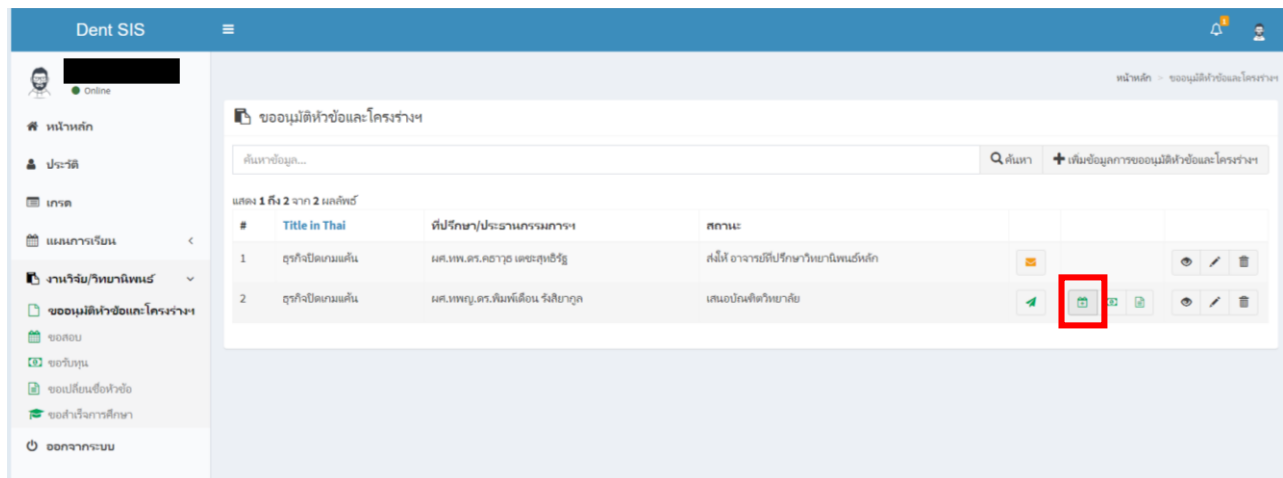 Dent SIS
1
Online
หน้าหลัก > ขออนุมัติหัวข้อและโครงร่างฯ
หน้าหลัก
ประวัติ
เกรด
แผนการเรียน
งานวิจัย/วิทยานิพนธ์
ขออนุมัติหัวข้อและโครงร่างฯ
ขอสอบ
ขอรับทุน
ขอเปลี่ยนชื่อหัวข้อ
ขอสำเร็จการศึกษา
ออกจากระบบ
ขออนุมัติหัวข้อและโครงร่างฯ
ค้นหาข้อมูล... ค้นหา เพิ่มข้อมูลการขออนุมัติหัวข้อและโครงร่างฯ
แสดง 1 ถึง 2 จาก 2 ผลลัพธ์
# Title in Thai ที่ปรึกษา/ประธานกรรมการฯ สถานะ
1 ธุรกิจปิดเกมแค้น ผศ.ทพ.ดร.คธาวุธ เตชะสุทธิรัฐ ส่งให้ อาจารย์ที่ปรึกษาวิทยานิพนธ์หลัก
2 ธุรกิจปิดเกมแค้น ผศ.ทพญ.ดร.พิมพ์เดือน รังสิยากูล เสนอบัณฑิตวิทยาลัย